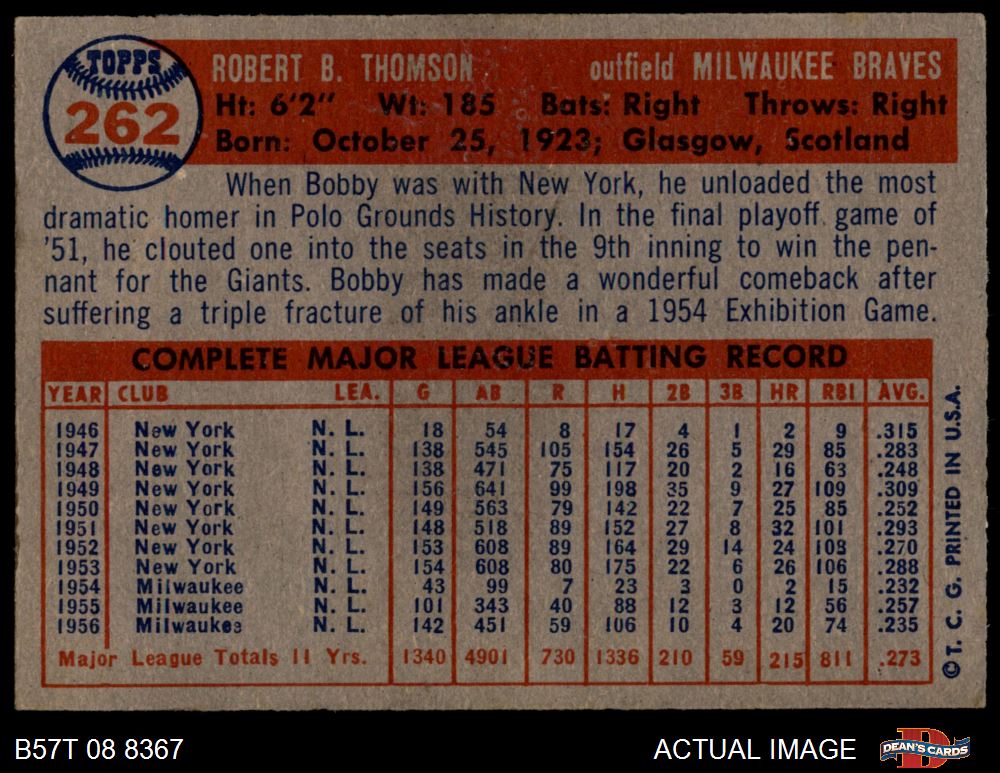 TOPPS
262
ROBERT B. THOMSON outfield MILWAUKEE BRAVES
Ht: 6'2" Wt: 185 Bats: Right Throws: Right
Born: October 25, 1923; Glasgow, Scotland
When Bobby was with New York, he unloaded the most
dramatic homer in Polo Grounds History. In the final playoff game of
'51, he clouted one into the seats in the 9th inning to win the pen-
nant for the Giants. Bobby has made a wonderful comeback after
suffering a triple fracture of his ankle in a 1954 Exhibition Game.
COMPLETE MAJOR LEAGUE BATTING RECORD
YEAR CLUB LEA. G AB R H 2B 3B HR RBI AVG.
1946 New York N. L. 18 54 8 17 4 1 2 9 .315
1947 New York N. L. 138 545 105 154 26 5 29 85 .283
1948 New York N. L. 138 471 75 117 20 2 16 63 .248
1949 New York N. L. 156 641 99 198 35 9 27 109 .309
1950 New York N. L. 149 563 79 142 22 7 25 85 .252
1951 New York N. L. 148 518 89 152 27 8 32 101 .293
1952 New York N. L. 153 608 89 164 29 14 24 108 .270
1953 New York N. L. 154 608 80 175 22 6 26 106 .288
1954 Milwaukee N. L. 43 99 7 23 3 0 2 15 .232
1955 Milwaukee N. L. 101 343 40 88 12 3 12 56 .257
1956 Milwaukee N. L. 142 451 59 106 10 4 20 74 .235
Major League Totals 11 Yrs. 1340 4901 730 1336 210 59 215 811 .273
©T. C. G. PRINTED IN U.S.A.
B57T 08 8367 ACTUAL IMAGE
DEAN'S CARDS